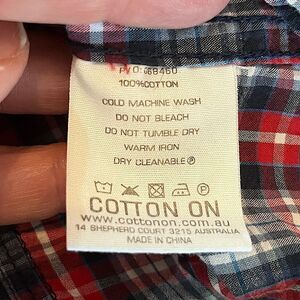 100%COTTON
COLD MACHINE WASH
DO NOT BLEACH
DO NOT TUMBLE DRY
WARM IRON
DRY CLEANABLE®
P
COTTON ON
www.cottonon.com.au
14 SHEPHERD COURT 3215 AUSTRALIA
MADE IN CHINA